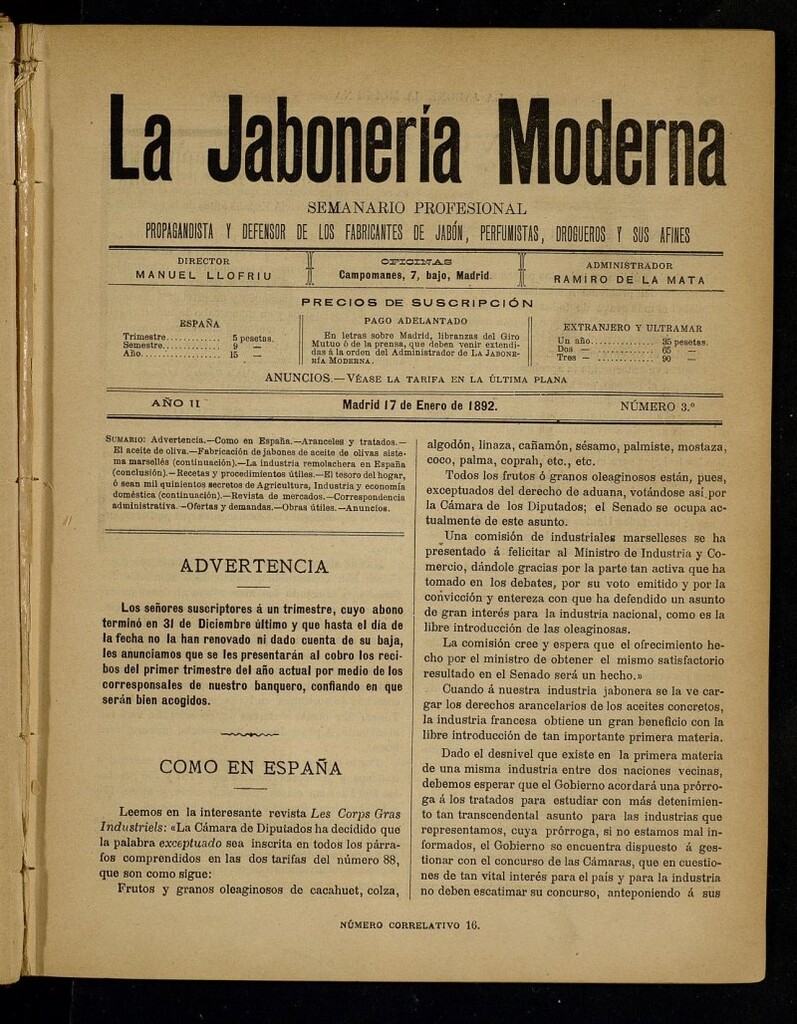 La Jabonería Moderna
SEMANARIO PROFESIONAL
PROPAGANDISTA Y DEFENSOR DE LOS FABRICANTES DE JABÓN, PERFUMISTAS, DROGUEROS Y SUS AFINES
DIRECTOR
MANUEL LLOFRIU
OFICINAS
Campomanes, 7, bajo, Madrid
ADMINISTRADOR
RAMIRO DE LA MATA
PRECIOS DE SUSCRIPCIÓN
ESPAÑA
Trimestre............ 5 pesetas.
Semestre............ 9 —
Año................... 15 —
PAGO ADELANTADO
En letras sobre Madrid, libranzas del Giro
Mutuo ó de la prensa, que deben venir extendi-
das á la orden del Administrador de LA JABONE-
RÍA MODERNA.
EXTRANJERO Y ULTRAMAR
Un año............... 35 pesetas.
Dos — ............. 65 —
Tres — ............. 90 —
ANUNCIOS.—VÉASE LA TARIFA EN LA ÚLTIMA PLANA
AÑO II
Madrid 17 de Enero de 1892.
NÚMERO 3.º
SUMARIO: Advertencia.—Como en España.—Aranceles y tratados.—
El aceite de oliva.—Fabricación de jabones de aceite de olivas siste-
ma marsellés (continuación).—La industria remolachera en España
(conclusión).—Recetas y procedimientos útiles.—El tesoro del hogar,
ó sean mil quinientos secretos de Agricultura, Industria y economía
doméstica (continuación).—Revista de mercados.—Correspondencia
administrativa.—Ofertas y demandas.—Obras útiles.—Anuncios.
ADVERTENCIA
Los señores suscriptores á un trimestre, cuyo abono
terminó en 31 de Diciembre último y que hasta el día de
la fecha no la han renovado ni dado cuenta de su baja,
les anunciamos que se les presentarán al cobro los reci-
bos del primer trimestre del año actual por medio de los
corresponsales de nuestro banquero, confiando en que
serán bien acogidos.
COMO EN ESPAÑA
Leemos en la interesante revista Les Corps Gras
Industriels: «La Cámara de Diputados ha decidido que
la palabra exceptuado sea inscrita en todos los párra-
fos comprendidos en las dos tarifas del número 88,
que son como sigue:
Frutos y granos oleaginosos de cacahuet, colza,
algodón, linaza, cañamón, sésamo, palmiste, mostaza,
coco, palma, coprah, etc., etc.
Todos los frutos ó granos oleaginosos están, pues,
exceptuados del derecho de aduana, votándose así por
la Cámara de los Diputados; el Senado se ocupa ac-
tualmente de este asunto.
Una comisión de industriales marselleses se ha
presentado á felicitar al Ministro de Industria y Co-
mercio, dándole gracias por la parte tan activa que ha
tomado en los debates, por su voto emitido y por la
convicción y entereza con que ha defendido un asunto
de gran interés para la industria nacional, como es la
libre introducción de las oleaginosas.
La comisión cree y espera que el ofrecimiento he-
cho por el ministro de obtener el mismo satisfactorio
resultado en el Senado será un hecho.»
Cuando á nuestra industria jabonera se la ve car-
gar los derechos arancelarios de los aceites concretos,
la industria francesa obtiene un gran beneficio con la
libre introducción de tan importante primera materia.
Dado el desnivel que existe en la primera materia
de una misma industria entre dos naciones vecinas,
debemos esperar que el Gobierno acordará una prórro-
ga á los tratados para estudiar con más detenimien-
to tan transcendental asunto para las industrias que
representamos, cuya prórroga, si no estamos mal in-
formados, el Gobierno se encuentra dispuesto á ges-
tionar con el concurso de las Cámaras, que en cuestio-
nes de tan vital interés para el país y para la industria
no deben escatimar su concurso, anteponiendo á sus
NÚMERO CORRELATIVO 16.